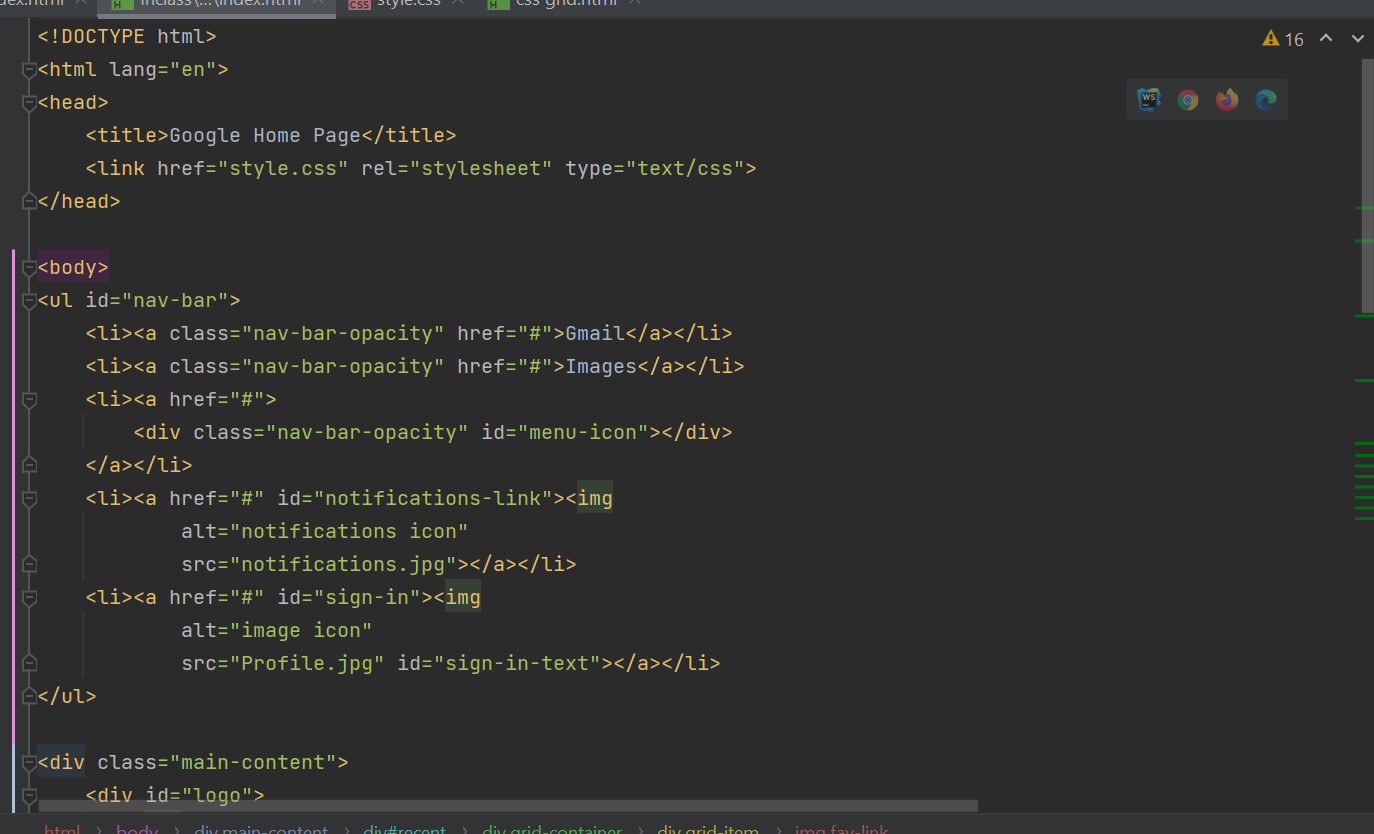 dex.html inclass\...\index.html style.css css grid.html
<!DOCTYPE html>
16
<html lang="en">
<head>
<title>Google Home Page</title>
<link href="style.css" rel="stylesheet" type="text/css">
</head>
<body>
<ul id="nav-bar">
<li><a class="nav-bar-opacity" href="#">Gmail</a></li>
<li><a class="nav-bar-opacity" href="#">Images</a></li>
<li><a href="#">
<div class="nav-bar-opacity" id="menu-icon"></div>
</a></li>
<li><a href="#" id="notifications-link"><img
alt="notifications icon"
src="notifications.jpg"></a></li>
<li><a href="#" id="sign-in"><img
alt="image icon"
src="Profile.jpg" id="sign-in-text"></a></li>
</ul>
<div class="main-content">
<div id="logo">
html › body › div.main-content › div#recent › div.grid-container › div.grid-item › img.fav-link